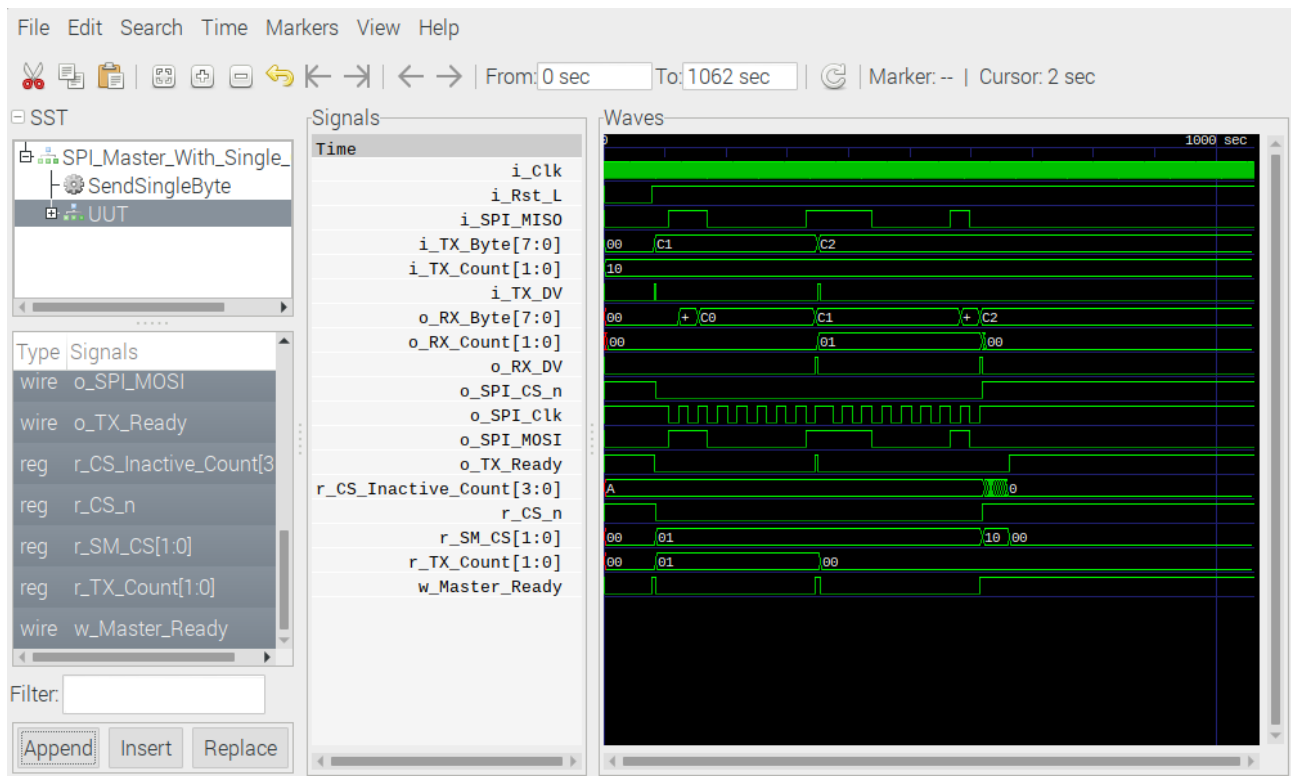 File Edit Search Time Markers View Help
From: 0 sec To: 1062 sec Marker: -- | Cursor: 2 sec
SST
SPI_Master_With_Single_
SendSingleByte
UUT
Type Signals
wire o_SPI_MOSI
wire o_TX_Ready
reg r_CS_Inactive_Count[3
reg r_CS_n
reg r_SM_CS[1:0]
reg r_TX_Count[1:0]
wire w_Master_Ready
Filter:
Append Insert Replace
Signals
Time
i_Clk
i_Rst_L
i_SPI_MISO
i_TX_Byte[7:0]
i_TX_Count[1:0]
i_TX_DV
o_RX_Byte[7:0]
o_RX_Count[1:0]
o_RX_DV
o_SPI_CS_n
o_SPI_Clk
o_SPI_MOSI
o_TX_Ready
r_CS_Inactive_Count[3:0]
r_CS_n
r_SM_CS[1:0]
r_TX_Count[1:0]
w_Master_Ready
Waves
0 1000 sec
00 C1 C2
10
00 + C0 C1 + C2
00 01 00
A 0
00 01 10 00
00 01 00